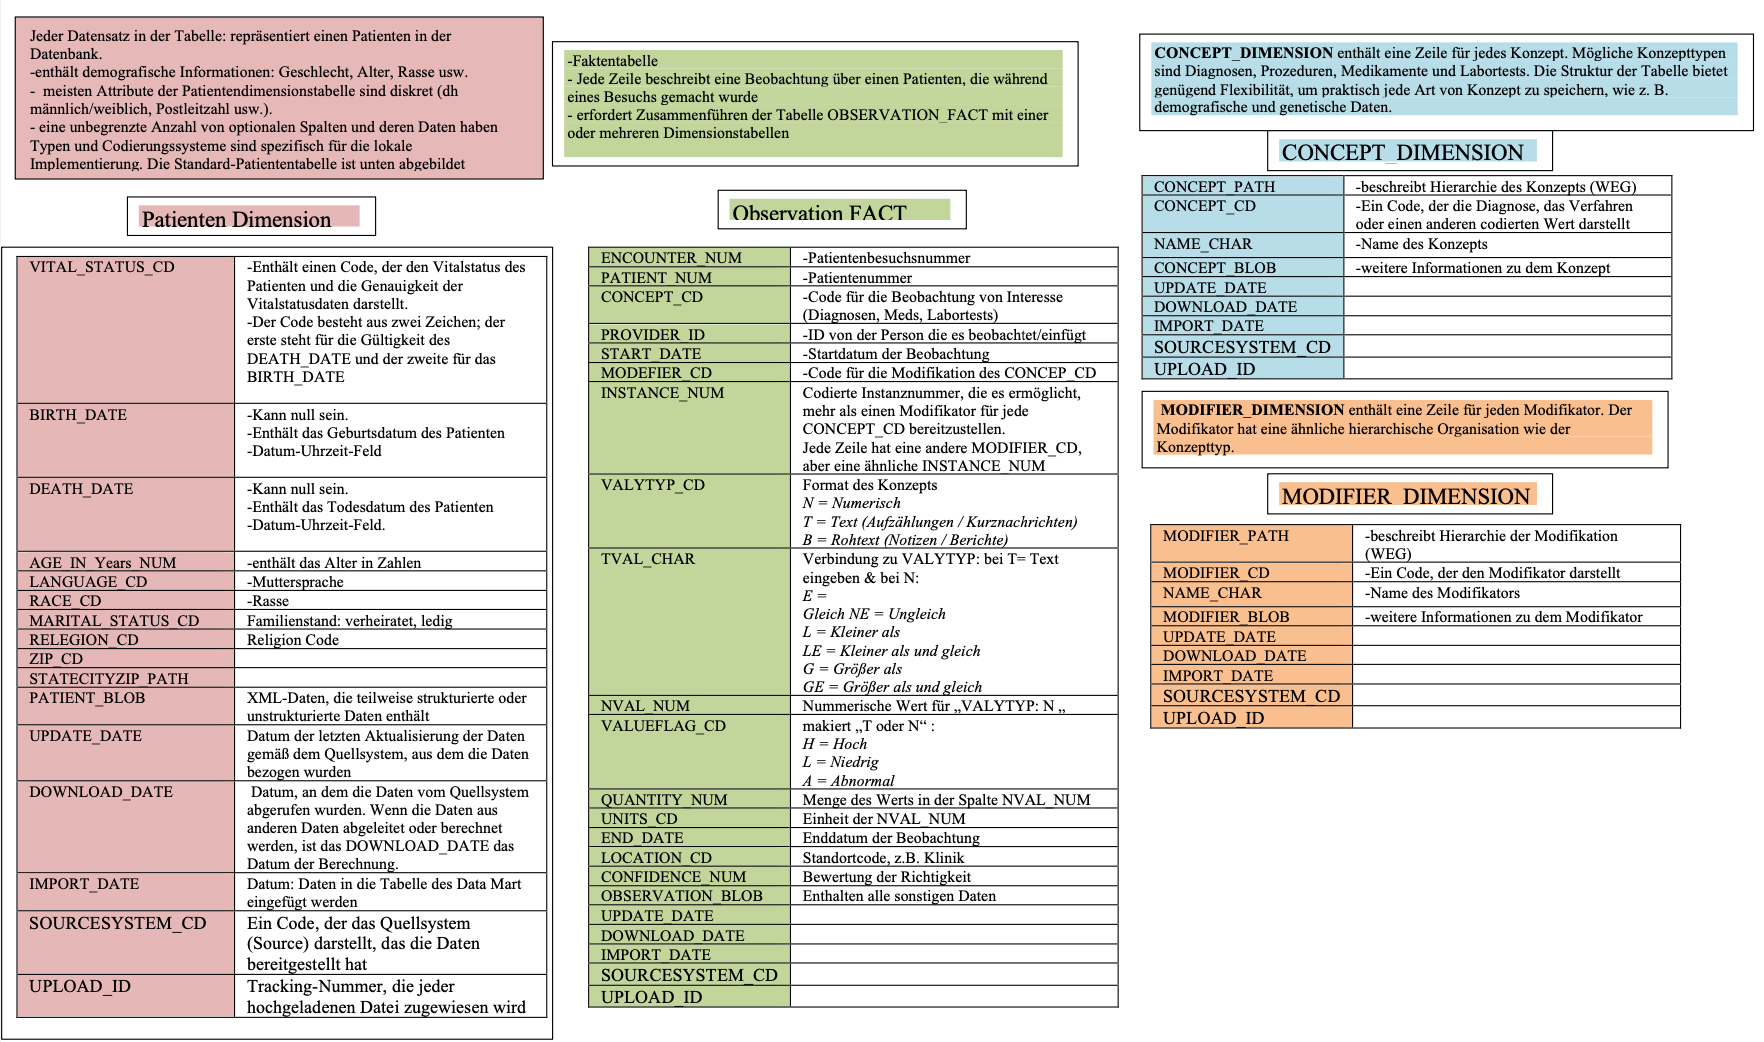 Jeder Datensatz in der Tabelle: repräsentiert einen Patienten in der
Datenbank.
-enthält demografische Informationen: Geschlecht, Alter, Rasse usw.
- meisten Attribute der Patientendimensionstabelle sind diskret (dh
männlich/weiblich, Postleitzahl usw.).
- eine unbegrenzte Anzahl von optionalen Spalten und deren Daten haben
Typen und Codierungssysteme sind spezifisch für die lokale
Implementierung. Die Standard-Patiententabelle ist unten abgebildet
Patienten Dimension
VITAL_STATUS_CD
-Enthält einen Code, der den Vitalstatus des
Patienten und die Genauigkeit der
Vitalstatusdaten darstellt.
-Der Code besteht aus zwei Zeichen; der
erste steht für die Gültigkeit des
DEATH_DATE und der zweite für das
BIRTH_DATE
BIRTH_DATE
-Kann null sein.
-Enthält das Geburtsdatum des Patienten
-Datum-Uhrzeit-Feld
DEATH_DATE
-Kann null sein.
-Enthält das Todesdatum des Patienten
-Datum-Uhrzeit-Feld.
AGE_IN_Years_NUM
-enthält das Alter in Zahlen
LANGUAGE_CD
-Muttersprache
RACE_CD
-Rasse
MARITAL_STATUS_CD
Familienstand: verheiratet, ledig
RELEGION_CD
Religion Code
ZIP_CD
STATECITYZIP_PATH
PATIENT_BLOB
XML-Daten, die teilweise strukturierte oder
unstrukturierte Daten enthält
UPDATE_DATE
Datum der letzten Aktualisierung der Daten
gemäß dem Quellsystem, aus dem die Daten
bezogen wurden
DOWNLOAD_DATE
Datum, an dem die Daten vom Quellsystem
abgerufen wurden. Wenn die Daten aus
anderen Daten abgeleitet oder berechnet
werden, ist das DOWNLOAD_DATE das
Datum der Berechnung.
IMPORT_DATE
Datum: Daten in die Tabelle des Data Mart
eingefügt werden
SOURCESYSTEM_CD
Ein Code, der das Quellsystem
(Source) darstellt, das die Daten
bereitgestellt hat
UPLOAD_ID
Tracking-Nummer, die jeder
hochgeladenen Datei zugewiesen wird
-Faktentabelle
- Jede Zeile beschreibt eine Beobachtung über einen Patienten, die während
eines Besuchs gemacht wurde
- erfordert Zusammenführen der Tabelle OBSERVATION_FACT mit einer
oder mehreren Dimensionstabellen
Observation FACT
ENCOUNTER_NUM
-Patientenbesuchsnummer
PATIENT_NUM
-Patientenummer
CONCEPT_CD
-Code für die Beobachtung von Interesse
(Diagnosen, Meds, Labortests)
PROVIDER_ID
-ID von der Person die es beobachtet/einfügt
START_DATE
-Startdatum der Beobachtung
MODEFIER_CD
-Code für die Modifikation des CONCEP_CD
INSTANCE_NUM
Codierte Instanznummer, die es ermöglicht,
mehr als einen Modifikator für jede
CONCEPT_CD bereitzustellen.
Jede Zeile hat eine andere MODIFIER_CD,
aber eine ähnliche INSTANCE_NUM
VALYTYP_CD
Format des Konzepts
N = Numerisch
T = Text (Aufzählungen / Kurznachrichten)
B = Rohtext (Notizen / Berichte)
TVAL_CHAR
Verbindung zu VALYTYP: bei T= Text
eingeben & bei N:
E =
Gleich NE = Ungleich
L = Kleiner als
LE = Kleiner als und gleich
G = Größer als
GE = Größer als und gleich
NVAL_NUM
Nummerische Wert für „VALYTYP: N „
VALUEFLAG_CD
makiert „T oder N“ :
H = Hoch
L = Niedrig
A = Abnormal
QUANTITY_NUM
Menge des Werts in der Spalte NVAL_NUM
UNITS_CD
Einheit der NVAL_NUM
END_DATE
Enddatum der Beobachtung
LOCATION_CD
Standortcode, z.B. Klinik
CONFIDENCE_NUM
Bewertung der Richtigkeit
OBSERVATION_BLOB
Enthalten alle sonstigen Daten
UPDATE_DATE
DOWNLOAD_DATE
IMPORT_DATE
SOURCESYSTEM_CD
UPLOAD_ID
CONCEPT_DIMENSION enthält eine Zeile für jedes Konzept. Mögliche Konzepttypen
sind Diagnosen, Prozeduren, Medikamente und Labortests. Die Struktur der Tabelle bietet
genügend Flexibilität, um praktisch jede Art von Konzept zu speichern, wie z. B.
demografische und genetische Daten.
CONCEPT_DIMENSION
CONCEPT_PATH
-beschreibt Hierarchie des Konzepts (WEG)
CONCEPT_CD
-Ein Code, der die Diagnose, das Verfahren
oder einen anderen codierten Wert darstellt
NAME_CHAR
-Name des Konzepts
CONCEPT_BLOB
-weitere Informationen zu dem Konzept
UPDATE_DATE
DOWNLOAD_DATE
IMPORT_DATE
SOURCESYSTEM_CD
UPLOAD_ID
MODIFIER_DIMENSION enthält eine Zeile für jeden Modifikator. Der
Modifikator hat eine ähnliche hierarchische Organisation wie der
Konzepttyp.
MODIFIER_DIMENSION
MODIFIER_PATH
-beschreibt Hierarchie der Modifikation
(WEG)
MODIFIER_CD
-Ein Code, der den Modifikator darstellt
NAME_CHAR
-Name des Modifikators
MODIFIER_BLOB
-weitere Informationen zu dem Modifikator
UPDATE_DATE
DOWNLOAD_DATE
IMPORT_DATE
SOURCESYSTEM_CD
UPLOAD_ID